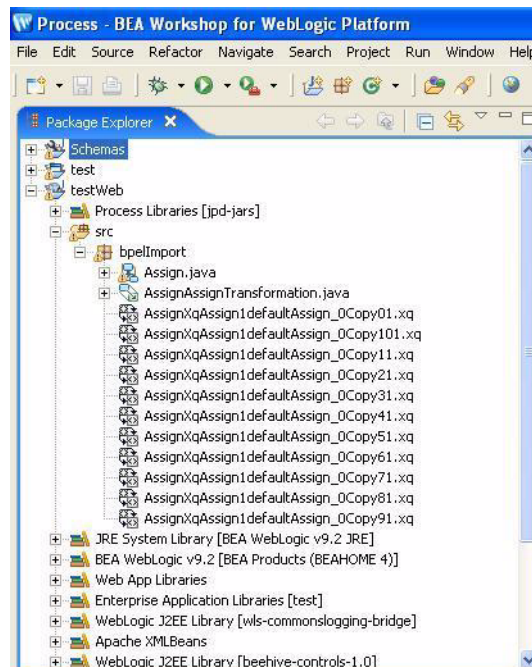 Process - BEA Workshop for WebLogic Platform
File Edit Source Refactor Navigate Search Project Run Window Help
Package Explorer
Schemas
test
testWeb
Process Libraries [jpd-jars]
src
bpelImport
Assign.java
AssignAssignTransformation.java
AssignXqAssign1defaultAssign_0Copy01.xq
AssignXqAssign1defaultAssign_0Copy101.xq
AssignXqAssign1defaultAssign_0Copy11.xq
AssignXqAssign1defaultAssign_0Copy21.xq
AssignXqAssign1defaultAssign_0Copy31.xq
AssignXqAssign1defaultAssign_0Copy41.xq
AssignXqAssign1defaultAssign_0Copy51.xq
AssignXqAssign1defaultAssign_0Copy61.xq
AssignXqAssign1defaultAssign_0Copy71.xq
AssignXqAssign1defaultAssign_0Copy81.xq
AssignXqAssign1defaultAssign_0Copy91.xq
JRE System Library [BEA WebLogic v9.2 JRE]
BEA WebLogic v9.2 [BEA Products (BEAHOME 4)]
Web App Libraries
Enterprise Application Libraries [test]
WebLogic J2EE Library [wls-commonslogging-bridge]
Apache XMLBeans
WebLogic J2EE Library [beehive-controls-1.0]